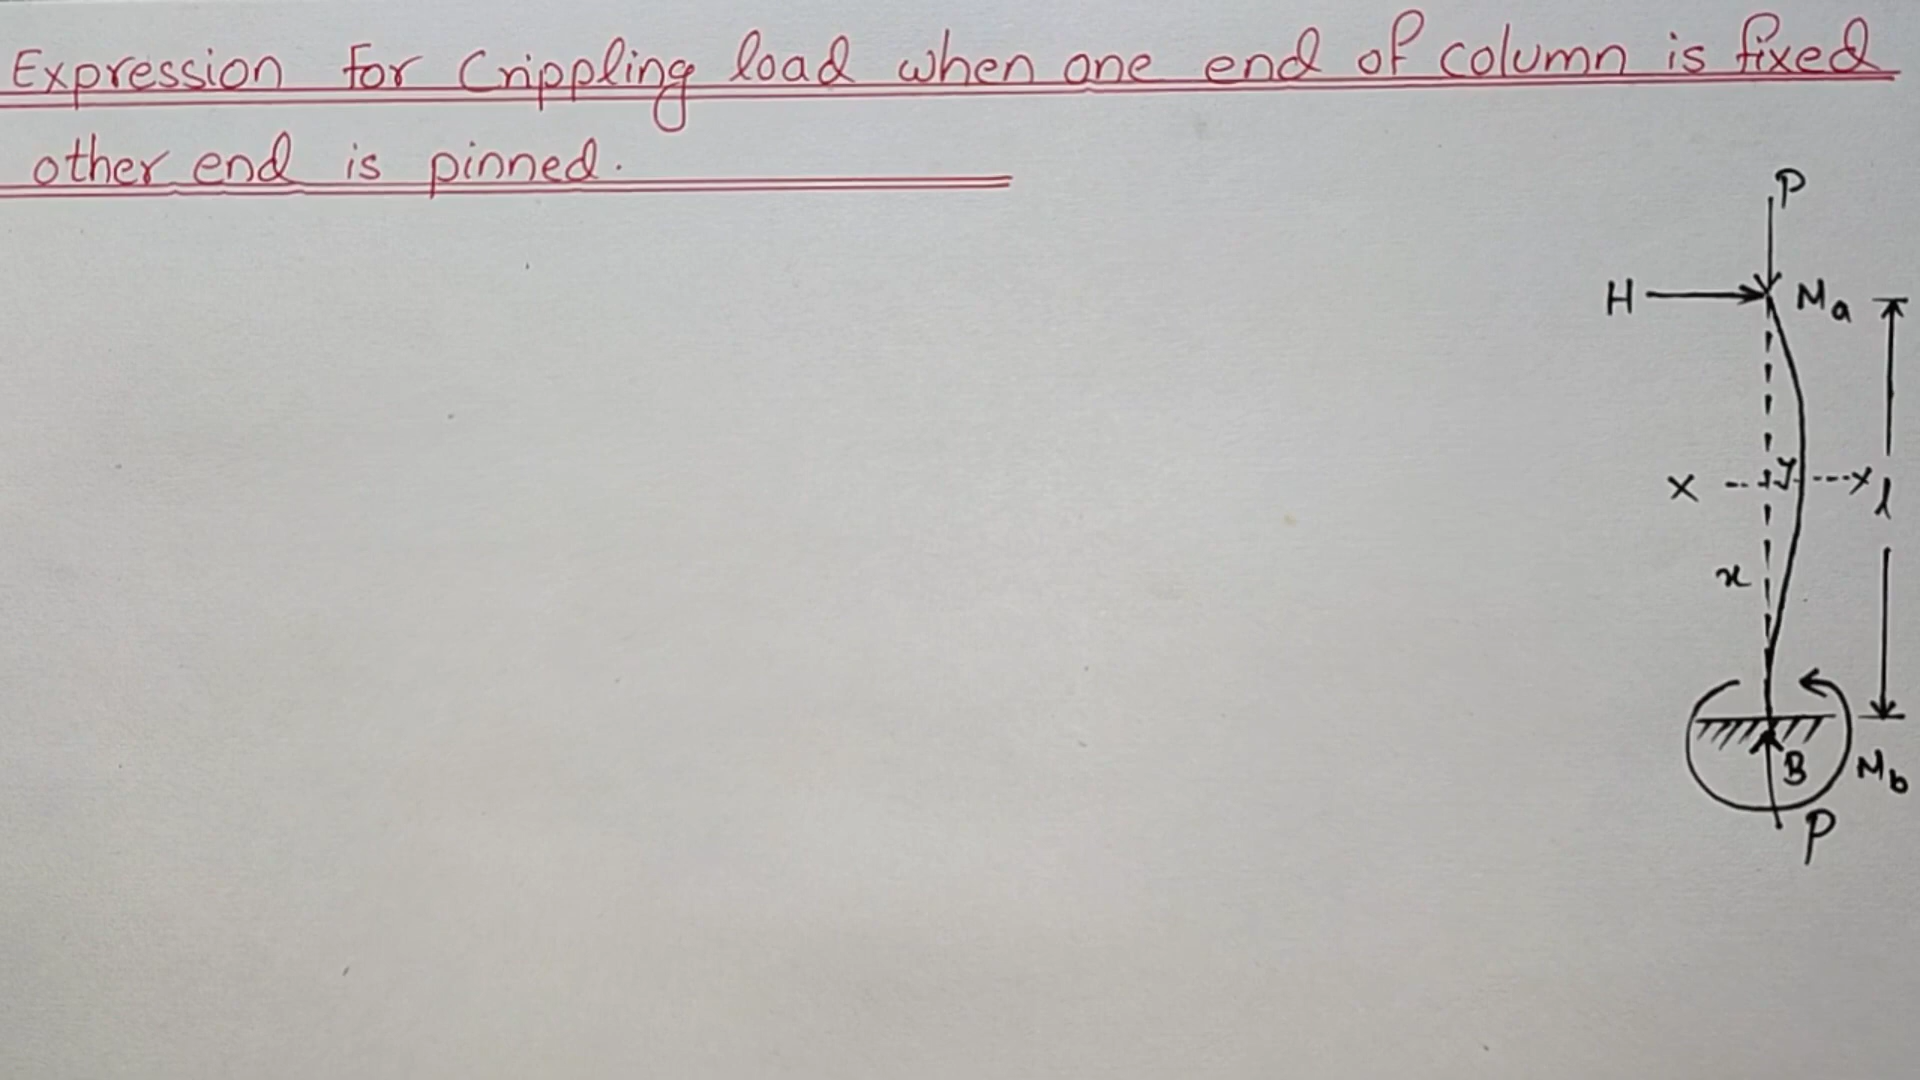 Expression for Crippling load when one end of column is fixed
other end is pinned.
P
H Ma
x y x l
x
B Mb
P